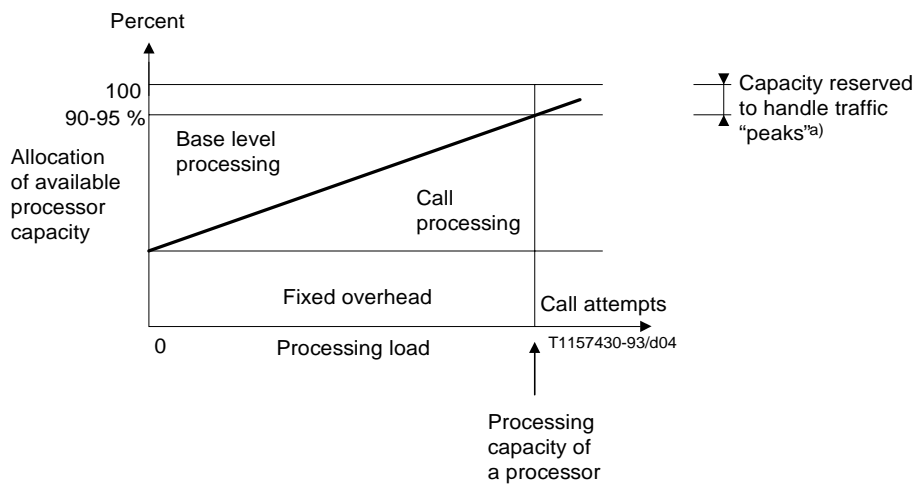 Percent
100
90-95 %
Capacity reserved
to handle traffic
“peaks”a)
Base level
processing
Allocation
of available
processor
capacity
Call
processing
Fixed overhead
Call attempts
0
Processing load
T1157430-93/d04
Processing
capacity of
a processor